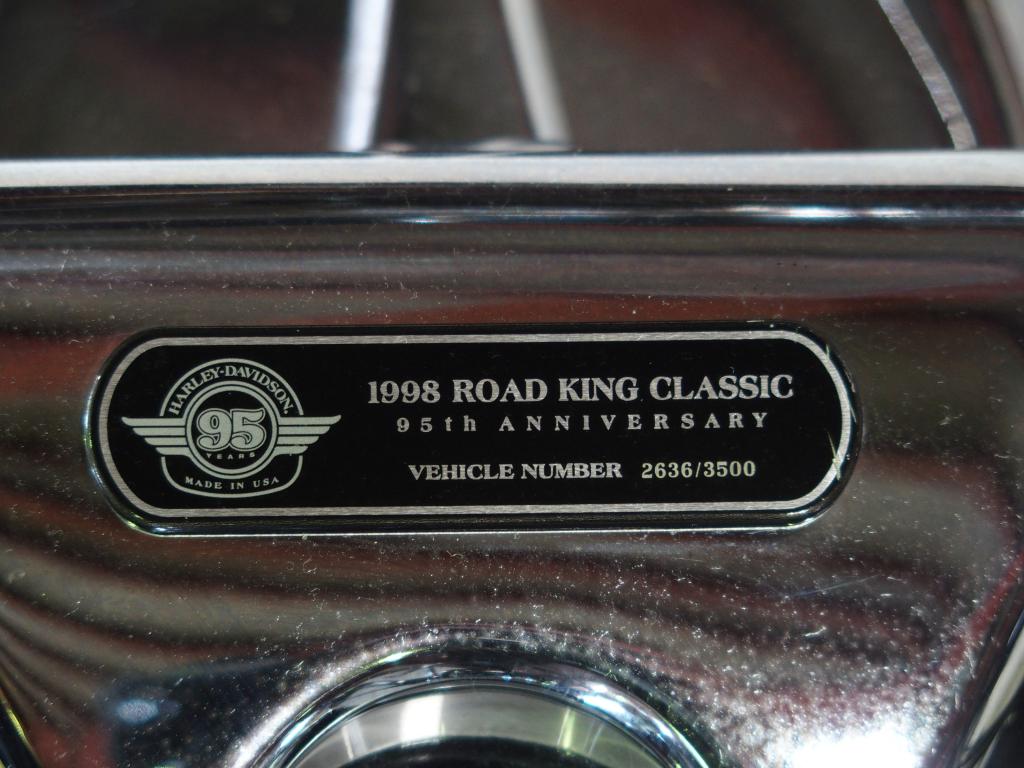 HARLEY-DAVIDSON
95
YEARS
MADE IN USA
1998 ROAD KING CLASSIC
95th ANNIVERSARY
VEHICLE NUMBER 2636/3500